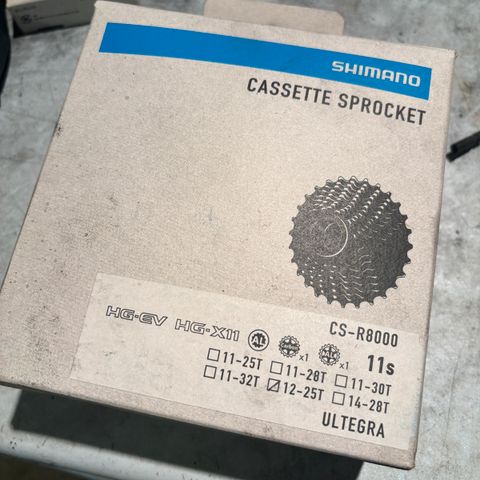 SHIMANO
CASSETTE SPROCKET
HG-EV HG-X11 AL x1 x1 11s
CS-R8000
11-25T 11-28T 11-30T
11-32T 12-25T 14-28T
ULTEGRA